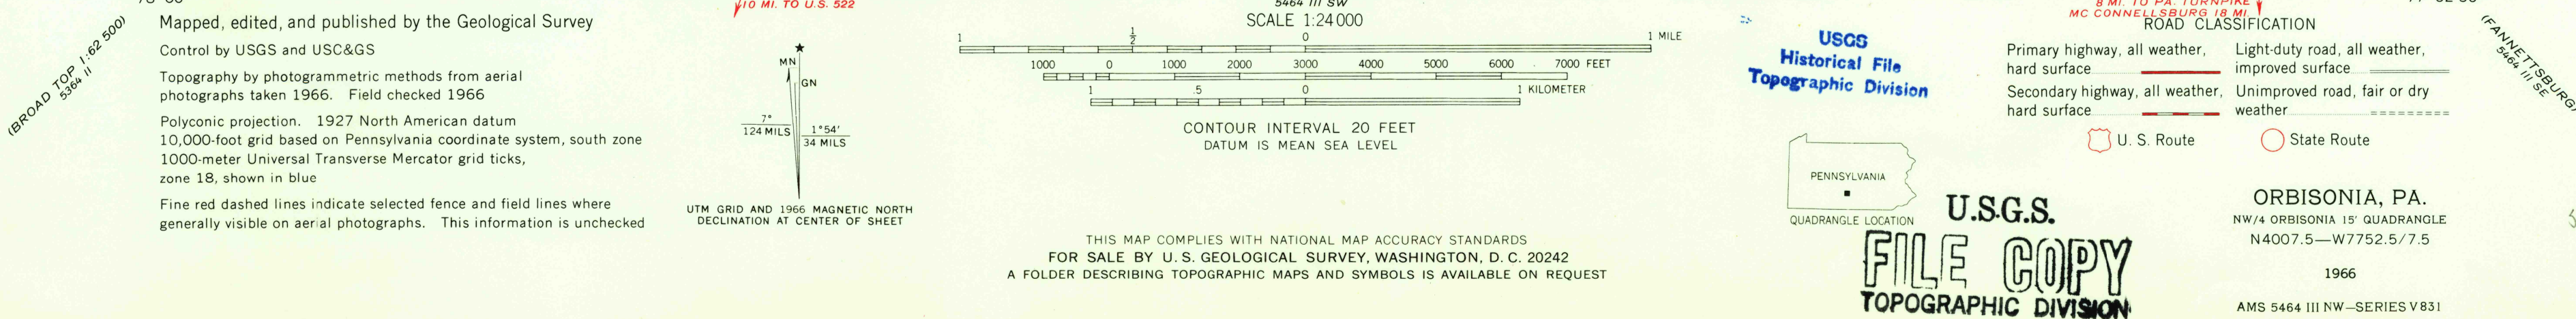 (BROAD TOP 1:62 500)
5364 II
Mapped, edited, and published by the Geological Survey
Control by USGS and USC&GS
Topography by photogrammetric methods from aerial
photographs taken 1966. Field checked 1966
Polyconic projection. 1927 North American datum
10,000-foot grid based on Pennsylvania coordinate system, south zone
1000-meter Universal Transverse Mercator grid ticks,
zone 18, shown in blue
Fine red dashed lines indicate selected fence and field lines where
generally visible on aerial photographs. This information is unchecked
10 MI. TO U.S. 522
MN
GN
7°
124 MILS
1°54′
34 MILS
UTM GRID AND 1966 MAGNETIC NORTH
DECLINATION AT CENTER OF SHEET
5464 III SW
SCALE 1:24 000
1 ½ 0 1 MILE
1000 0 1000 2000 3000 4000 5000 6000 7000 FEET
1 .5 0 1 KILOMETER
CONTOUR INTERVAL 20 FEET
DATUM IS MEAN SEA LEVEL
THIS MAP COMPLIES WITH NATIONAL MAP ACCURACY STANDARDS
FOR SALE BY U. S. GEOLOGICAL SURVEY, WASHINGTON, D. C. 20242
A FOLDER DESCRIBING TOPOGRAPHIC MAPS AND SYMBOLS IS AVAILABLE ON REQUEST
USGS
Historical File
Topographic Division
PENNSYLVANIA
QUADRANGLE LOCATION
U.S.G.S.
FILE COPY
TOPOGRAPHIC DIVISION
8 MI. TO PA. TURNPIKE
MC CONNELLSBURG 18 MI.
ROAD CLASSIFICATION
Primary highway, all weather,
hard surface
Secondary highway, all weather,
hard surface
Light-duty road, all weather,
improved surface
Unimproved road, fair or dry
weather
U. S. Route
State Route
(FANNETTSBURG)
5464 III SE
ORBISONIA, PA.
NW/4 ORBISONIA 15′ QUADRANGLE
N4007.5—W7752.5/7.5
1966
AMS 5464 III NW—SERIES V831